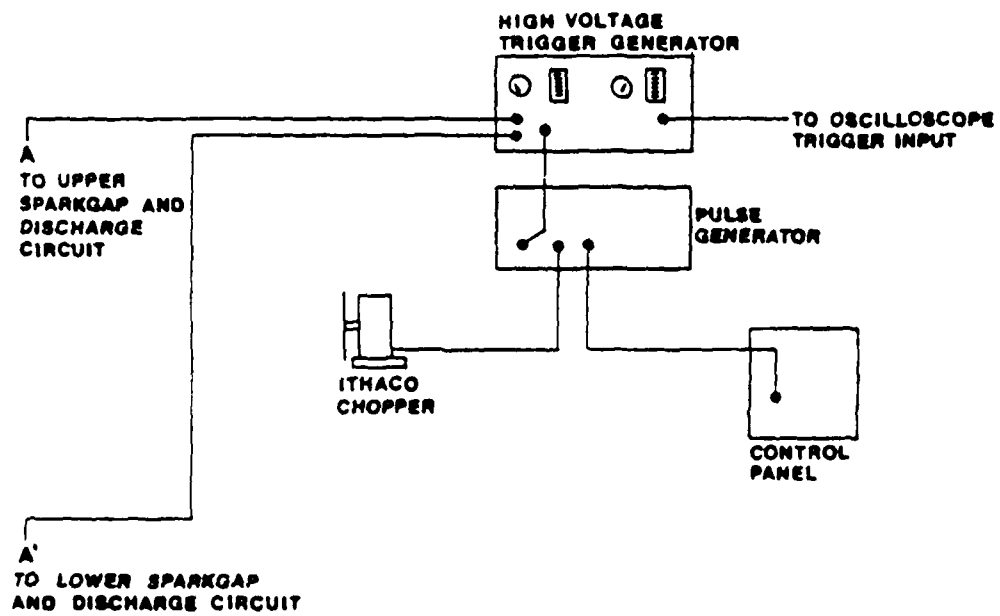 HIGH VOLTAGE
TRIGGER GENERATOR
TO OSCILLOSCOPE
TRIGGER INPUT
A
TO UPPER
SPARKGAP AND
DISCHARGE
CIRCUIT
PULSE
GENERATOR
ITHACO
CHOPPER
CONTROL
PANEL
A'
TO LOWER SPARKGAP
AND DISCHARGE CIRCUIT